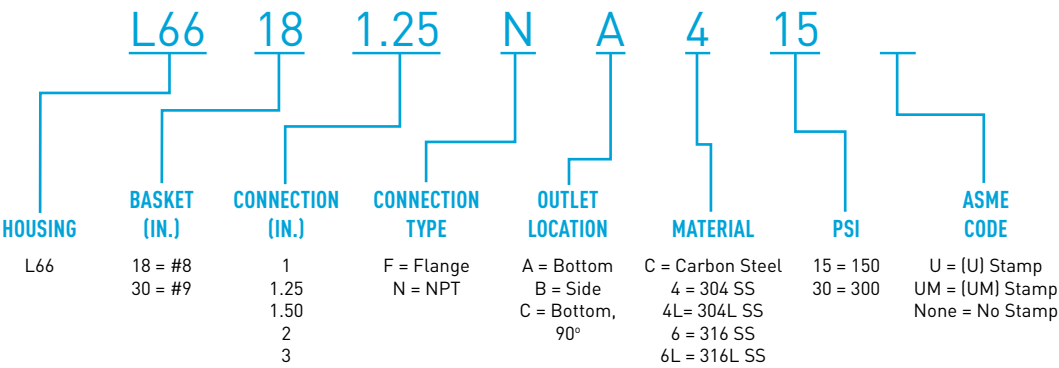 L66 18 1.25 N A 4 15
HOUSING
L66
BASKET
(IN.)
18 = #8
30 = #9
CONNECTION
(IN.)
1
1.25
1.50
2
3
CONNECTION
TYPE
F = Flange
N = NPT
OUTLET
LOCATION
A = Bottom
B = Side
C = Bottom,
90º
MATERIAL
C = Carbon Steel
4 = 304 SS
4L= 304L SS
6 = 316 SS
6L = 316L SS
PSI
15 = 150
30 = 300
ASME
CODE
U = (U) Stamp
UM = (UM) Stamp
None = No Stamp